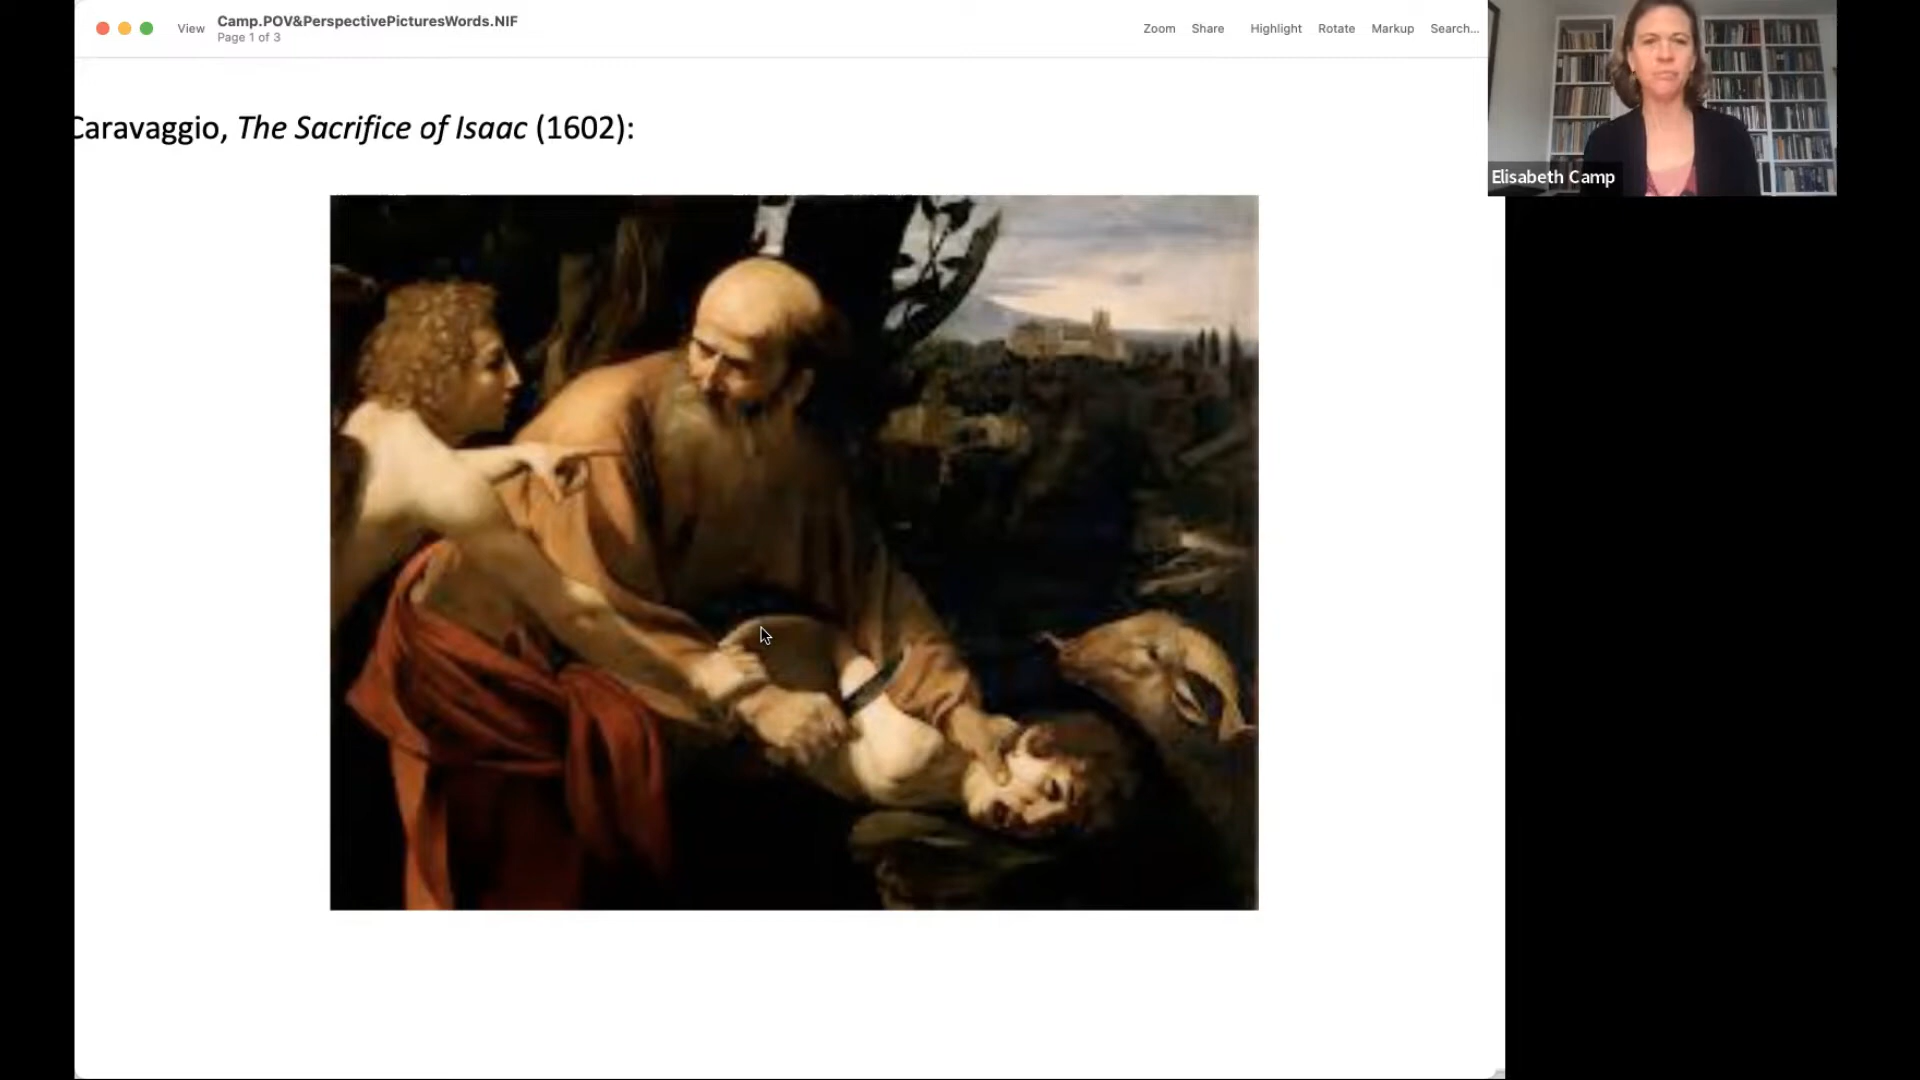 Camp.POV&PerspectivePicturesWords.NIF
View
Page 1 of 3
Zoom Share Highlight Rotate Markup Search...
Caravaggio, The Sacrifice of Isaac (1602):
Elisabeth Camp